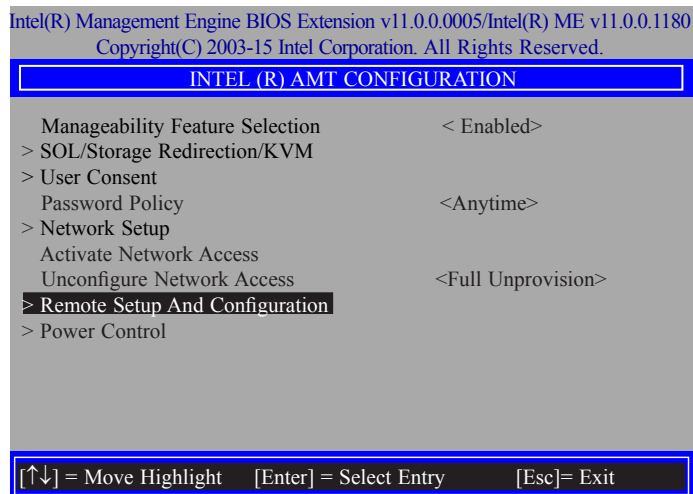 Intel(R) Management Engine BIOS Extension v11.0.0.0005/Intel(R) ME v11.0.0.1180
Copyright(C) 2003-15 Intel Corporation. All Rights Reserved.
INTEL (R) AMT CONFIGURATION
Manageability Feature Selection < Enabled>
> SOL/Storage Redirection/KVM
> User Consent
Password Policy <Anytime>
> Network Setup
Activate Network Access
Unconfigure Network Access <Full Unprovision>
> Remote Setup And Configuration
> Power Control
[↑↓] = Move Highlight [Enter] = Select Entry [Esc]= Exit